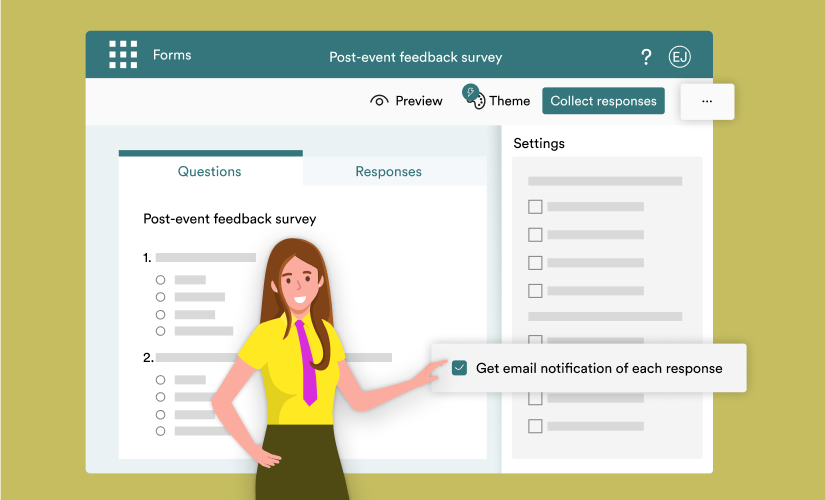 Forms
Post-event feedback survey
?
EJ
Preview
Theme
Collect responses
...
Settings
Questions
Responses
Post-event feedback survey
1.
2.
Get email notification of each response